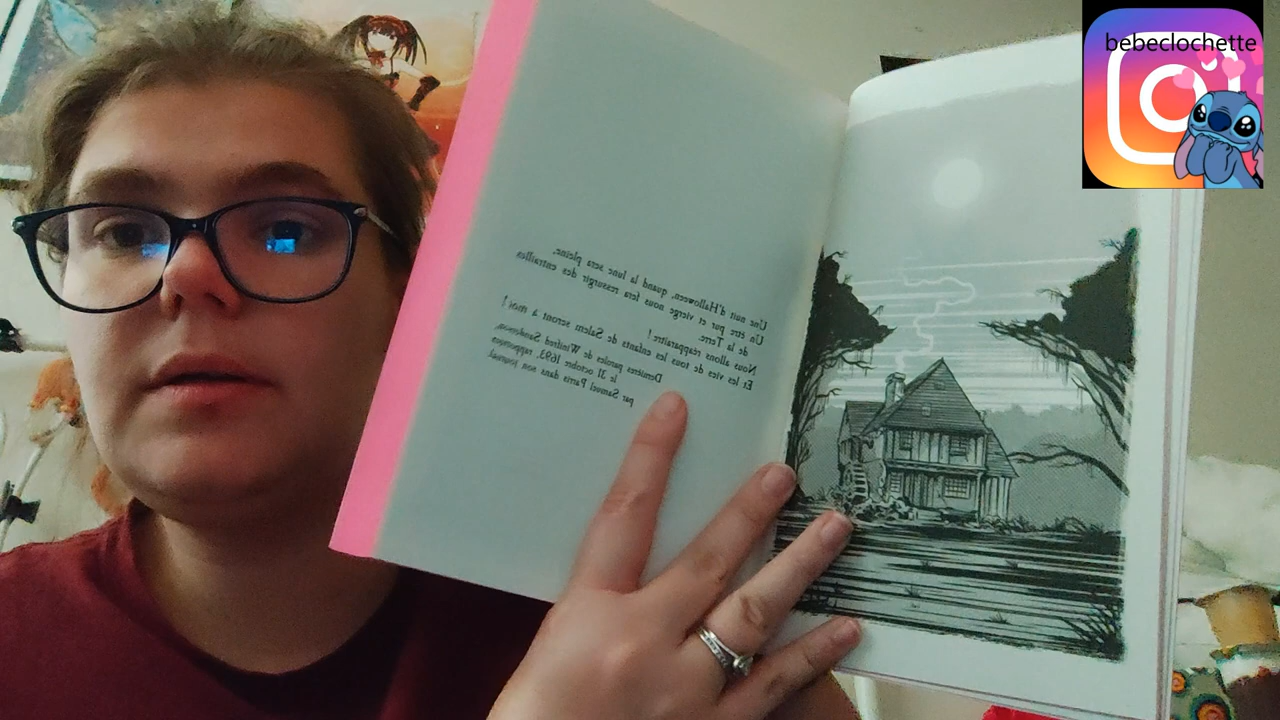 bebeclochette
Une nuit d'Halloween, quand la lune sera pleine,
Un être pur et vierge nous fera ressurgir des entrailles
de la Terre.
Nous allons réapparaître !
Et les vies de tous les enfants de Salem seront à moi !
Dernières paroles de Winifred Sanderson,
le 31 octobre 1693, rapportées
par Samuel Parris dans son journal.